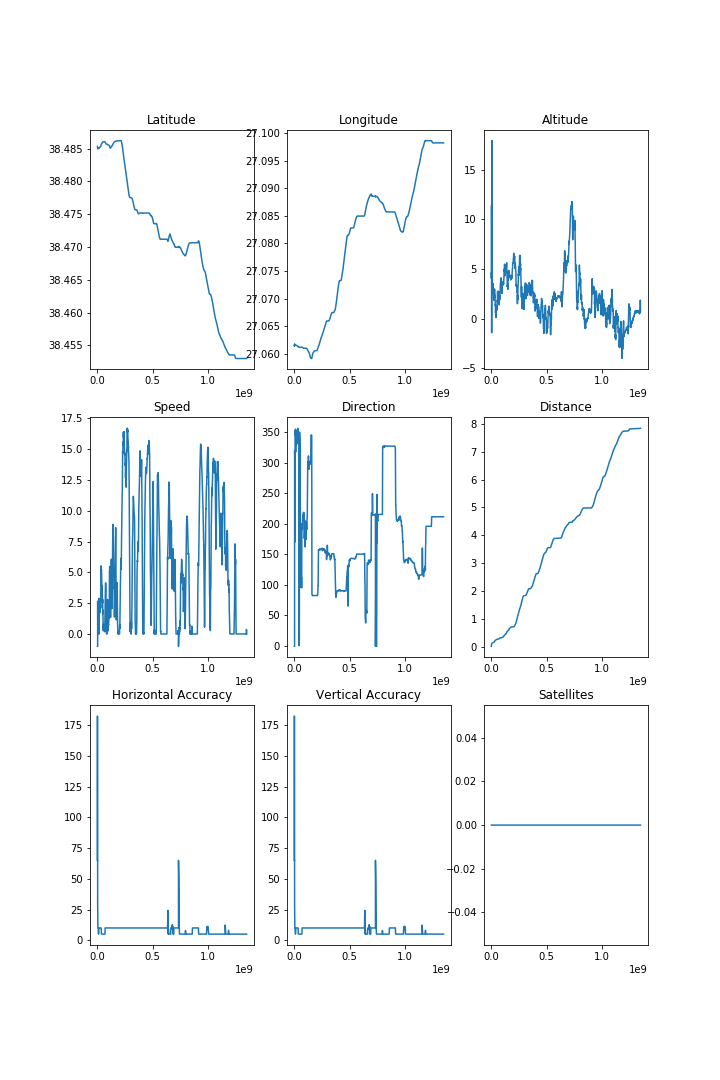 Latitude Longitude Altitude
38.485 38.480 38.475 38.470 38.465 38.460 38.455
0.0 0.5 1.0
1e9
27.100 27.095 27.090 27.085 27.080 27.075 27.070 27.065 27.060
0.0 0.5 1.0
1e9
15 10 5 0 −5
0.0 0.5 1.0
1e9
Speed Direction Distance
17.5 15.0 12.5 10.0 7.5 5.0 2.5 0.0
0.0 0.5 1.0
1e9
350 300 250 200 150 100 50 0
0.0 0.5 1.0
1e9
8 7 6 5 4 3 2 1 0
0.0 0.5 1.0
1e9
Horizontal Accuracy Vertical Accuracy Satellites
175 150 125 100 75 50 25 0
0.0 0.5 1.0
1e9
175 150 125 100 75 50 25 0
0.0 0.5 1.0
1e9
0.04 0.02 0.00 −0.02 −0.04
0.0 0.5 1.0
1e9